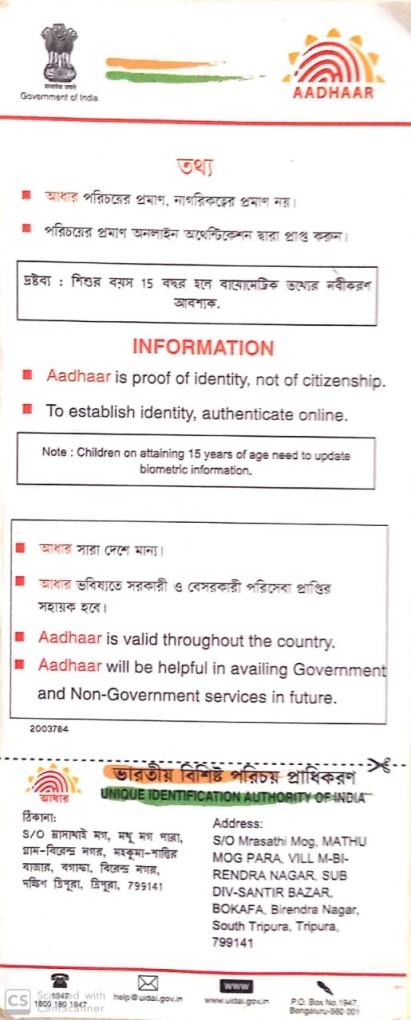 Government of India
AADHAAR
তথ্য
আধার পরিচয়ের প্রমাণ, নাগরিকত্বের প্রমাণ নয়।
পরিচয়ের প্রমাণ অনলাইন অথেন্টিকেশন দ্বারা প্রাপ্ত করুন।
দ্রষ্টব্য : শিশুর বয়স 15 বছর হলে বায়োমেট্রিক তথ্যের নবীকরণ
আবশ্যক.
INFORMATION
Aadhaar is proof of identity, not of citizenship.
To establish identity, authenticate online.
Note : Children on attaining 15 years of age need to update
biometric information.
আধার সারা দেশে মান্য।
আধার ভবিষ্যতে সরকারী ও বেসরকারী পরিসেবা প্রাপ্তির
সহায়ক হবে।
Aadhaar is valid throughout the country.
Aadhaar will be helpful in availing Government
and Non-Government services in future.
2003764
ভারতীয় বিশিষ্ট পরিচয় প্রাধিকরণ
UNIQUE IDENTIFICATION AUTHORITY OF INDIA
আধার
ঠিকানা:
S/O মরাসাথি মগ, মথু মগ পারা,
গ্রাম-বিরেন্দ্র নগর, মহকুমা-শান্তির
বাজার, বগাফা, বিরেন্দ্র নগর,
দক্ষিণ ত্রিপুরা, ত্রিপুরা, 799141
Address:
S/O Mrasathi Mog, MATHU
MOG PARA, VILL M-BI-
RENDRA NAGAR, SUB
DIV-SANTIR BAZAR,
BOKAFA, Birendra Nagar,
South Tripura, Tripura,
799141
1947
1800 180 1947
help@uidai.gov.in
www
www.uidai.gov.in
P.O. Box No.1947,
Bengaluru-560 001
CS Scanned with
CamScanner